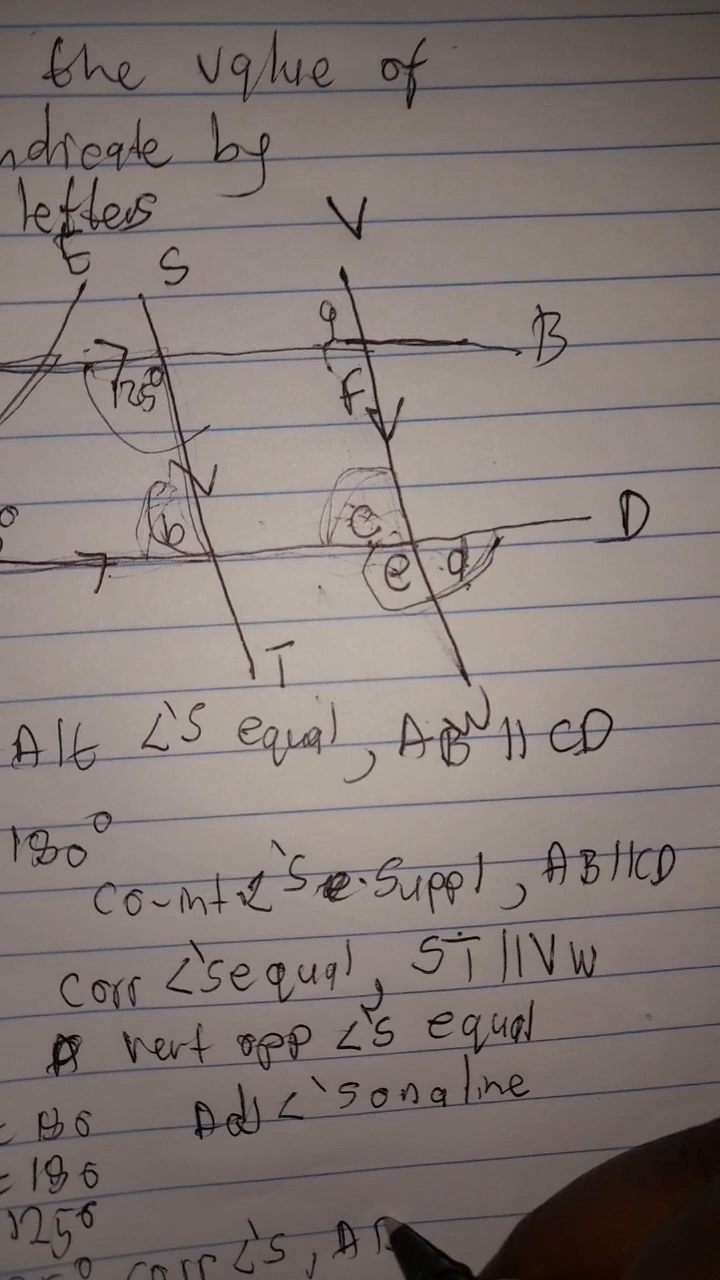 the value of
ndicate by
letters
t S V
g B
125° f
b c D
e d
T W
Alt <'s equal, AB // CD
180°
co-int <'s suppl, AB//CD
corr <'s equal, ST//VW
vert opp <'s equal
= 180 Adj <'s on a line
= 180
125°
corr <'s, A